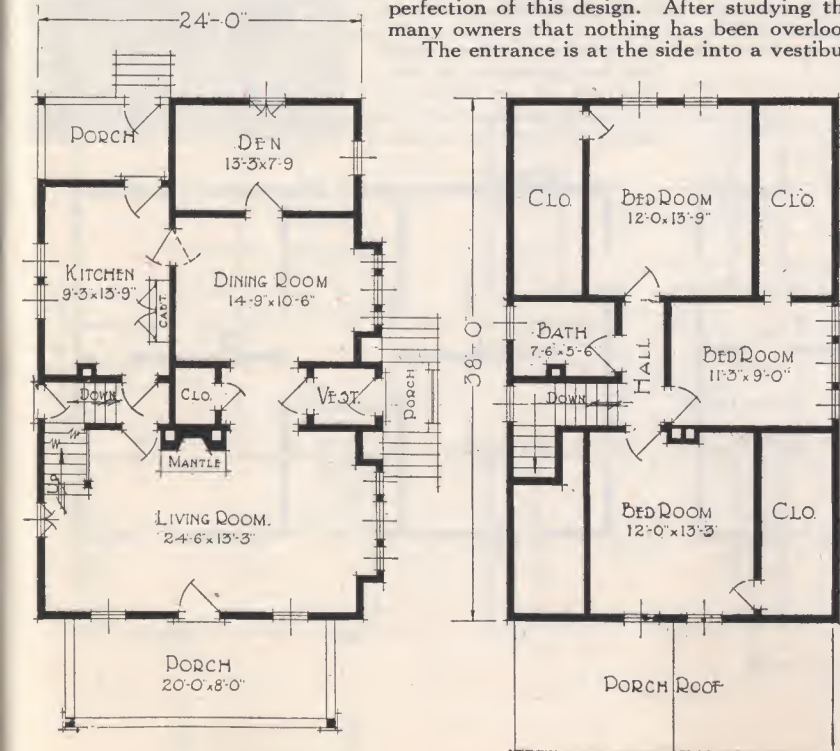 perfection of this design. After studying th
many owners that nothing has been overloo
The entrance is at the side into a vestibu
24'-0"
PORCH
DEN
13'-3"x7'-9
KITCHEN
9'-3"x13'-9"
CAB'T.
DINING ROOM
14'-9"x10'-6"
DOWN
CLO.
VEST.
PORCH
MANTLE
UP
LIVING ROOM.
24'-6"x13'-3"
PORCH
20'-0"x8'-0"
38'-0"
CLO.
BED ROOM
12'-0"x13'-9"
CLO.
BATH
7'-6"x5'-6
HALL
BED ROOM
11'-3"x9'-0"
DOWN
BED ROOM
12'-0"x13'-3"
CLO.
PORCH ROOF